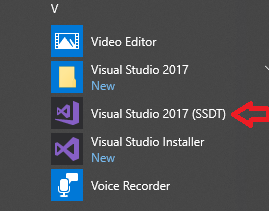 V
Video Editor
Visual Studio 2017
New
Visual Studio 2017 (SSDT)
Visual Studio Installer
New
Voice Recorder